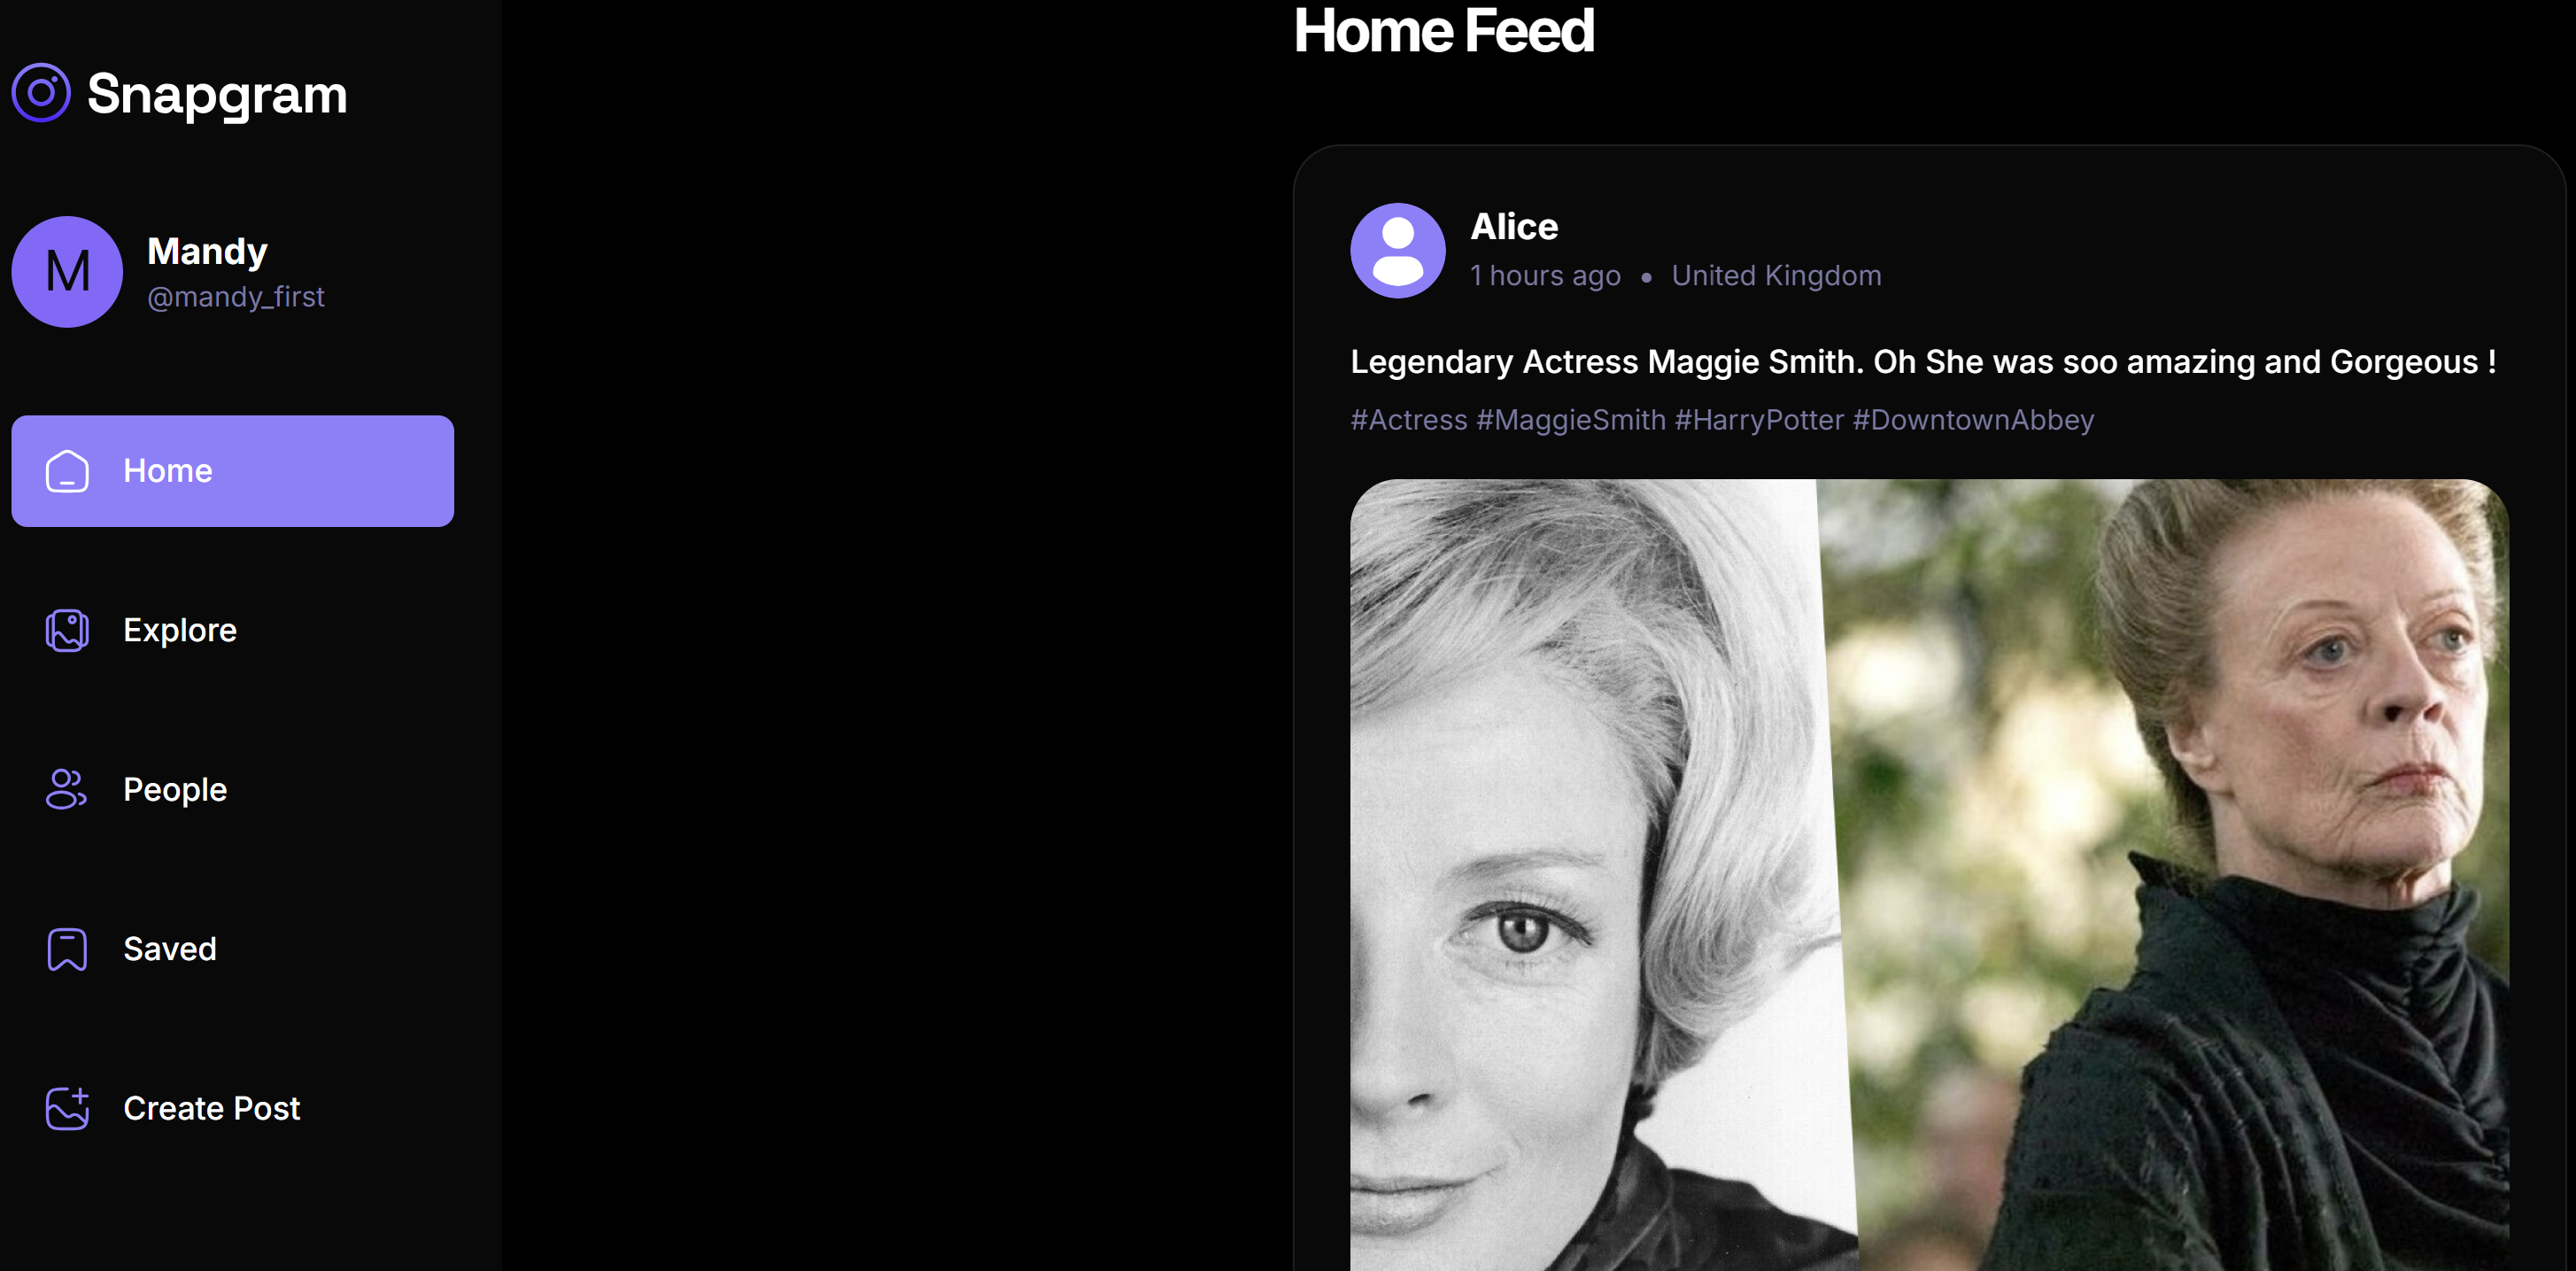 Snapgram
M
Mandy
@mandy_first
Home
Explore
People
Saved
Create Post
Home Feed
Alice
1 hours ago • United Kingdom
Legendary Actress Maggie Smith. Oh She was soo amazing and Gorgeous !
#Actress #MaggieSmith #HarryPotter #DowntownAbbey